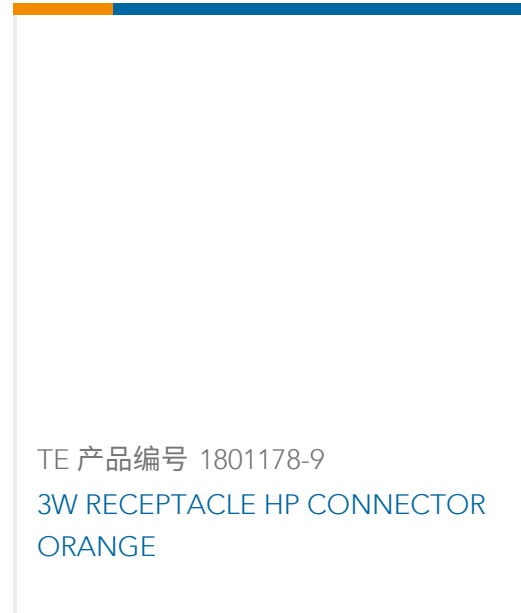 TE 产品编号 1801178-9
3W RECEPTACLE HP CONNECTOR
ORANGE